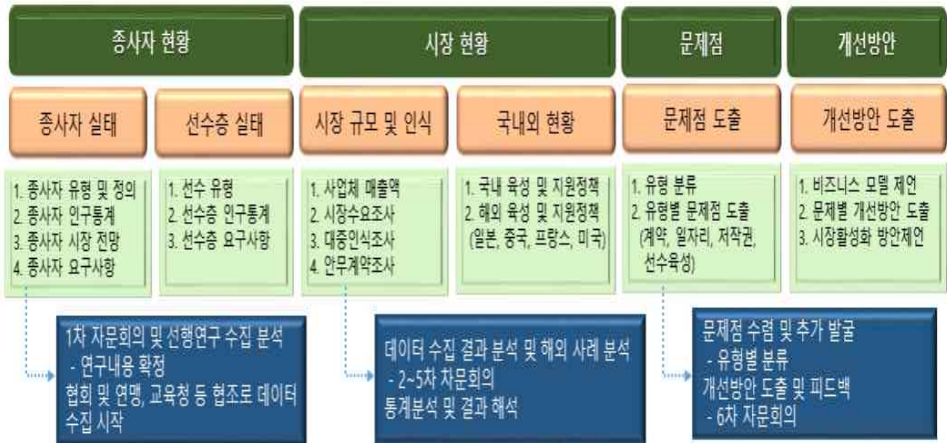 종사자 현황
시장 현황
문제점
개선방안
종사자 실태
선수층 실태
시장 규모 및 인식
국내외 현황
문제점 도출
개선방안 도출
1. 종사자 유형 및 정의
2. 종사자 인구통계
3. 종사자 시장 전망
4. 종사자 요구사항
1. 선수 유형
2. 선수층 인구통계
3. 선수층 요구사항
1. 사업체 매출액
2. 시장수요조사
3. 대중인식조사
4. 안무계약조사
1. 국내 육성 및 지원정책
2. 해외 육성 및 지원정책
(일본, 중국, 프랑스, 미국)
1. 유형 분류
2. 유형별 문제점 도출
(계약, 일자리, 저작권,
선수육성)
1. 비즈니스 모델 제언
2. 문제별 개선방안 도출
3. 시장활성화 방안제언
1차 자문회의 및 선행연구 수집 분석
- 연구내용 확정
협회 및 연맹, 교육청 등 협조로 데이터
수집 시작
데이터 수집 결과 분석 및 해외 사례 분석
- 2~5차 차문회의
통계분석 및 결과 해석
문제점 수렴 및 추가 발굴
- 유형별 분류
개선방안 도출 및 피드백
- 6차 자문회의